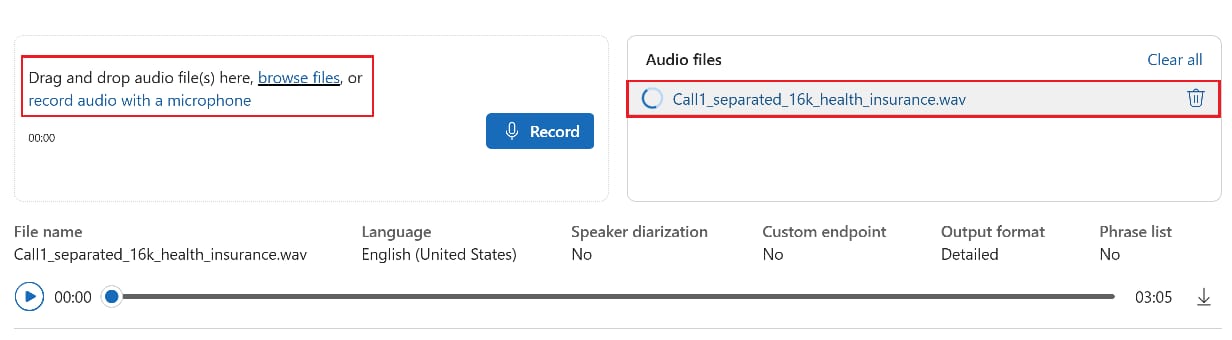 Drag and drop audio file(s) here, browse files, or
record audio with a microphone
00:00
Record
Audio files
Clear all
Call1_separated_16k_health_insurance.wav
File name
Language
Speaker diarization
Custom endpoint
Output format
Phrase list
Call1_separated_16k_health_insurance.wav
English (United States)
No
No
Detailed
No
00:00
03:05